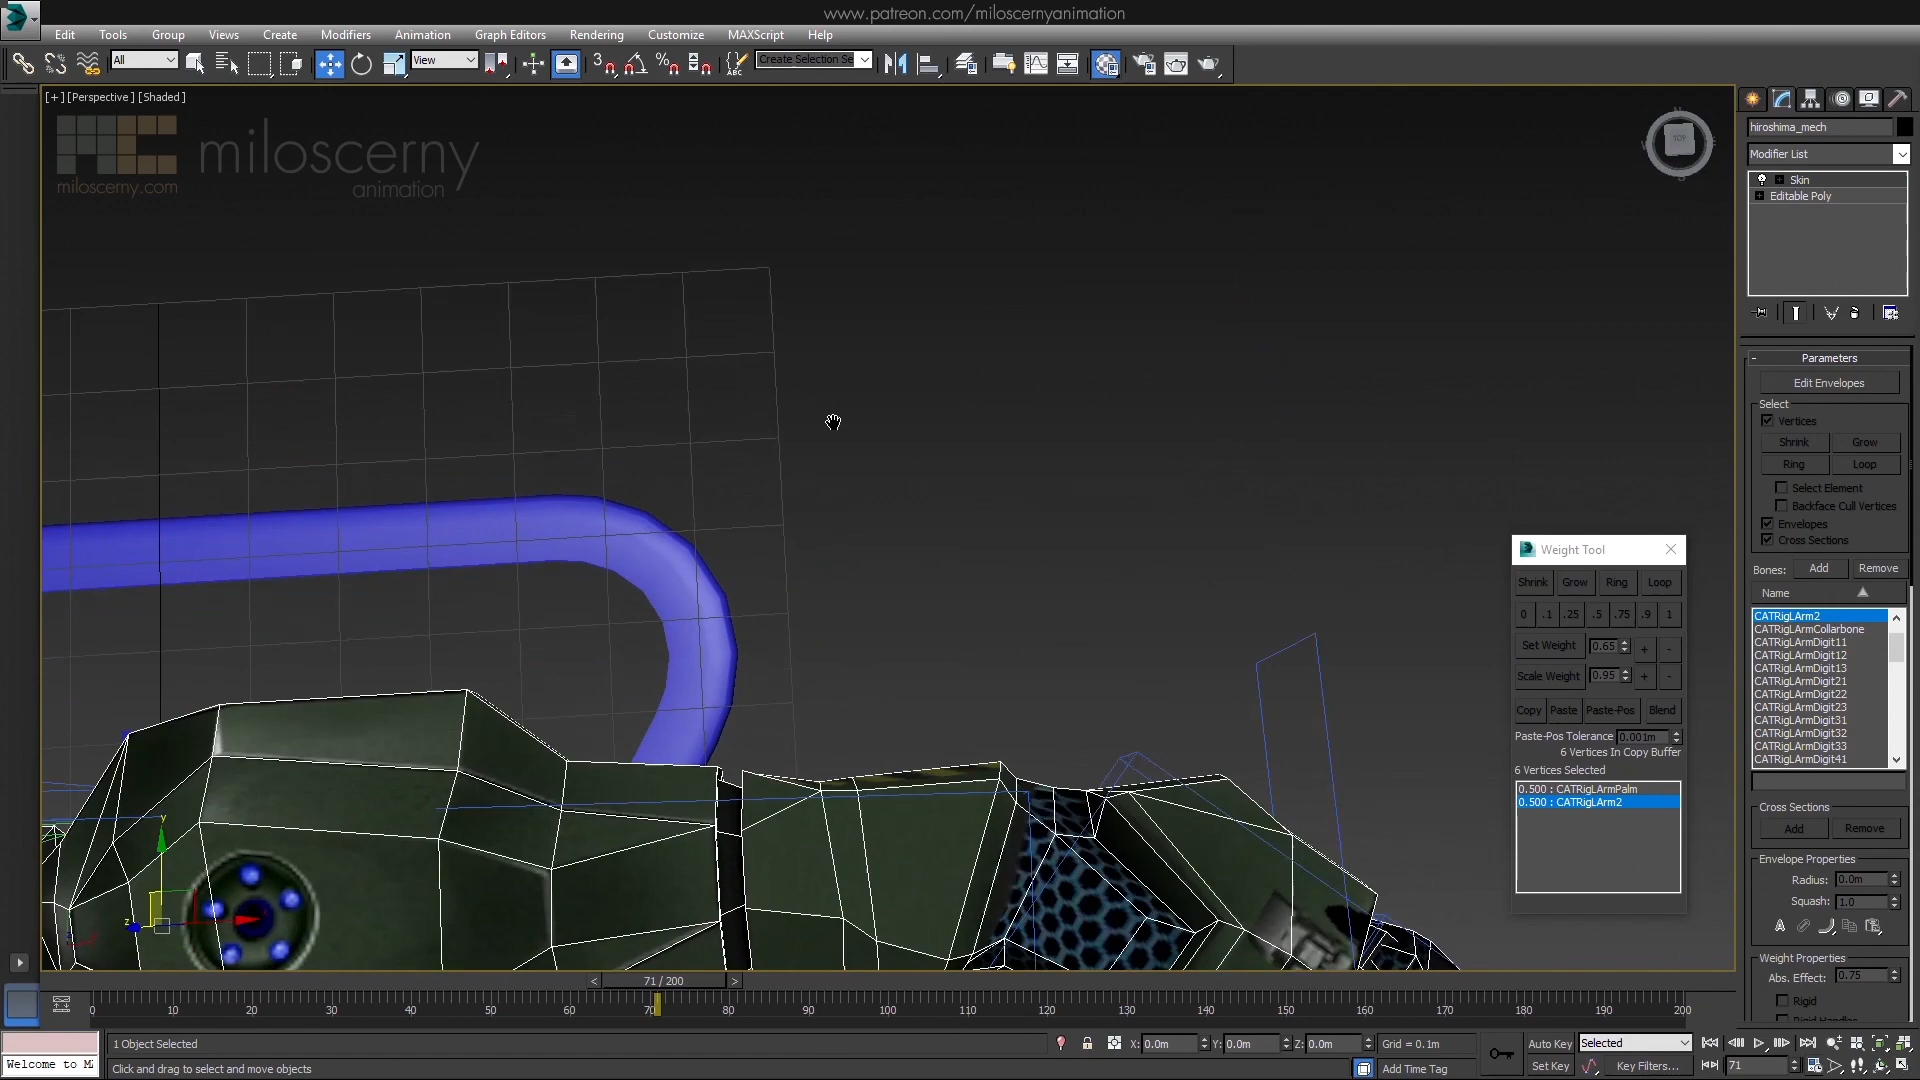 www.patreon.com/miloscernyanimation
Edit Tools Group Views Create Modifiers Animation Graph Editors Rendering Customize MAXScript Help
All View Create Selection Se
[+] [Perspective] [Shaded]
miloscerny
animation
miloscerny.com
TOP
hiroshima_mech
Modifier List
Skin
Editable Poly
Parameters
Edit Envelopes
Select
Vertices
Shrink Grow
Ring Loop
Select Element
Backface Cull Vertices
Envelopes
Cross Sections
Bones: Add Remove
Name
CATRigLArm2
CATRigLArmCollarbone
CATRigLArmDigit11
CATRigLArmDigit12
CATRigLArmDigit13
CATRigLArmDigit21
CATRigLArmDigit22
CATRigLArmDigit23
CATRigLArmDigit31
CATRigLArmDigit32
CATRigLArmDigit33
CATRigLArmDigit41
Cross Sections
Add Remove
Envelope Properties
Radius: 0.0m
Squash: 1.0
Weight Properties
Abs. Effect: 0.75
Rigid
Rigid Handles
Weight Tool
Shrink Grow Ring Loop
0 .1 .25 .5 .75 .9 1
Set Weight 0.65 + -
Scale Weight 0.95 + -
Copy Paste Paste-Pos Blend
Paste-Pos Tolerance 0.001m
6 Vertices In Copy Buffer
6 Vertices Selected
0.500 : CATRigLArmPalm
0.500 : CATRigLArm2
y
z
< 71 / 200 >
0 10 20 30 40 50 60 70 80 90 100 110 120 130 140 150 160 170 180 190 200
1 Object Selected X: 0.0m Y: 0.0m Z: 0.0m Grid = 0.1m Auto Key Selected
Welcome to M Click and drag to select and move objects Add Time Tag Set Key Key Filters... 71